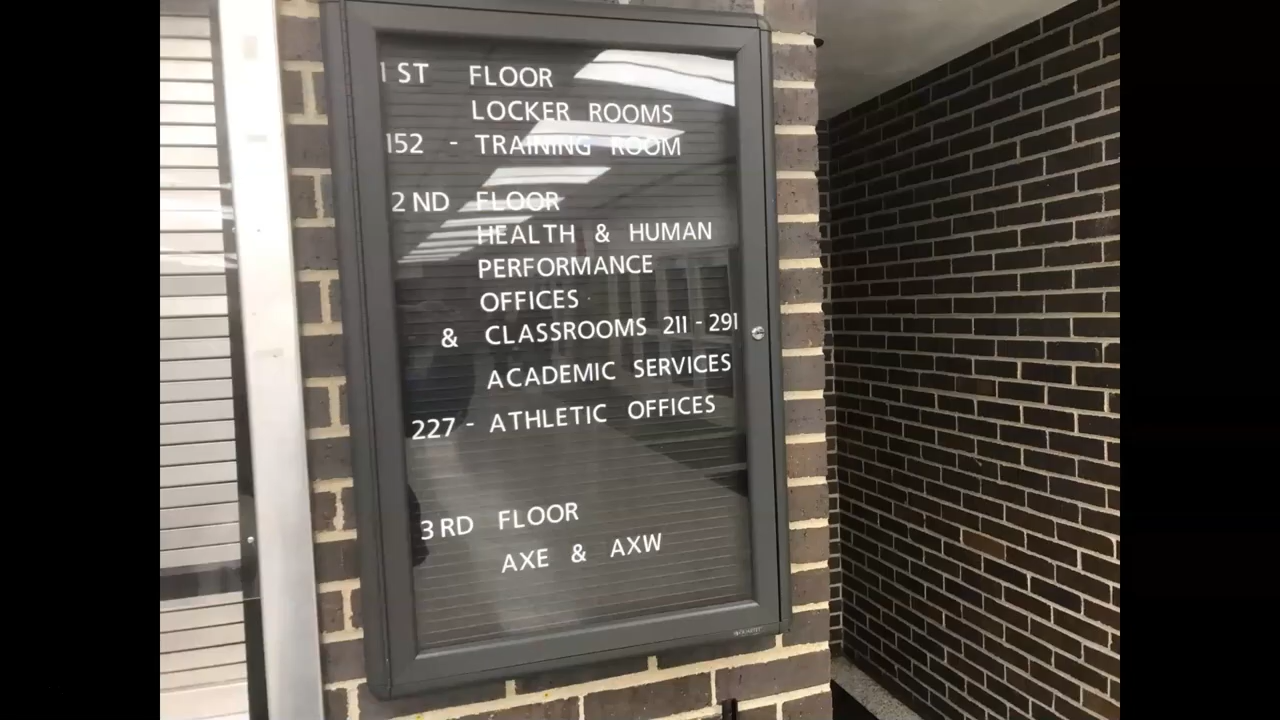 1 ST FLOOR
LOCKER ROOMS
152 - TRAINING ROOM
2 ND FLOOR
HEALTH & HUMAN
PERFORMANCE
OFFICES
& CLASSROOMS 211 - 291
ACADEMIC SERVICES
227 - ATHLETIC OFFICES
3 RD FLOOR
AXE & AXW